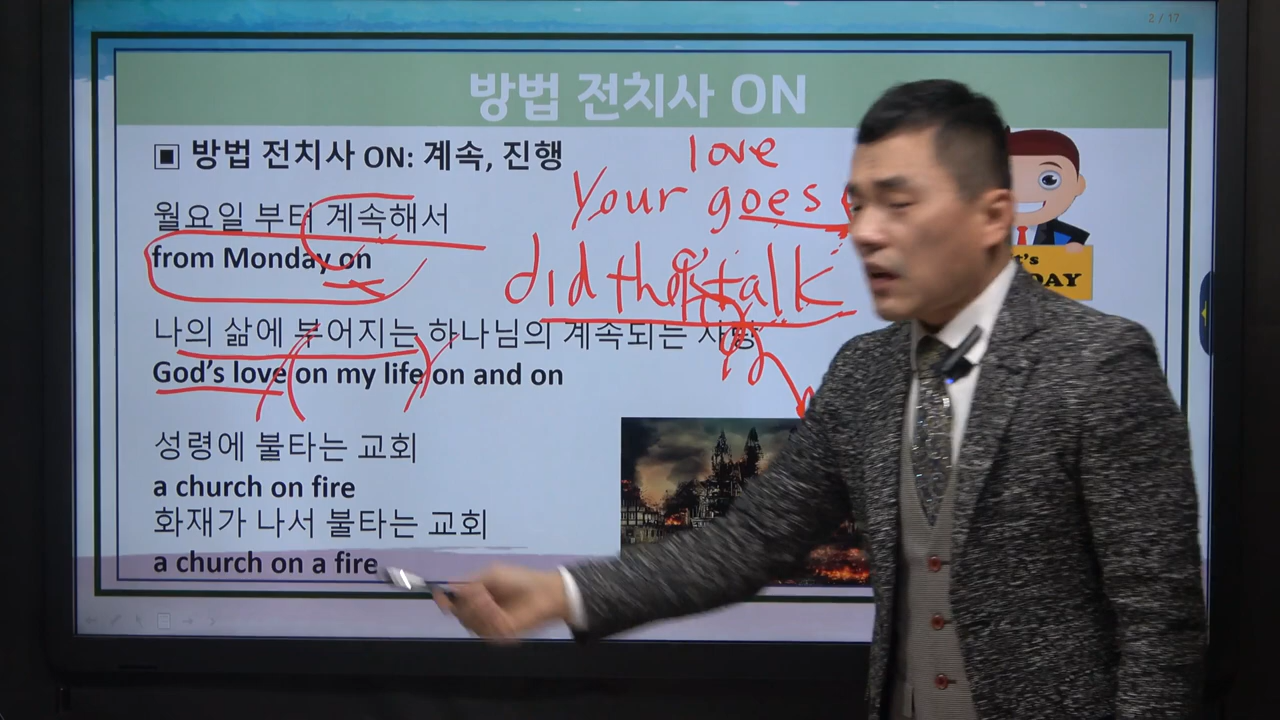 2 / 17
방법 전치사 ON
▣ 방법 전치사 ON: 계속, 진행
love
월요일 부터 계속해서
your goes
from Monday on
's
DAY
did the talk
나의 삶에 부어지는 하나님의 계속되는 사랑
God's love on my life on and on
성령에 불타는 교회
a church on fire
화재가 나서 불타는 교회
a church on a fire